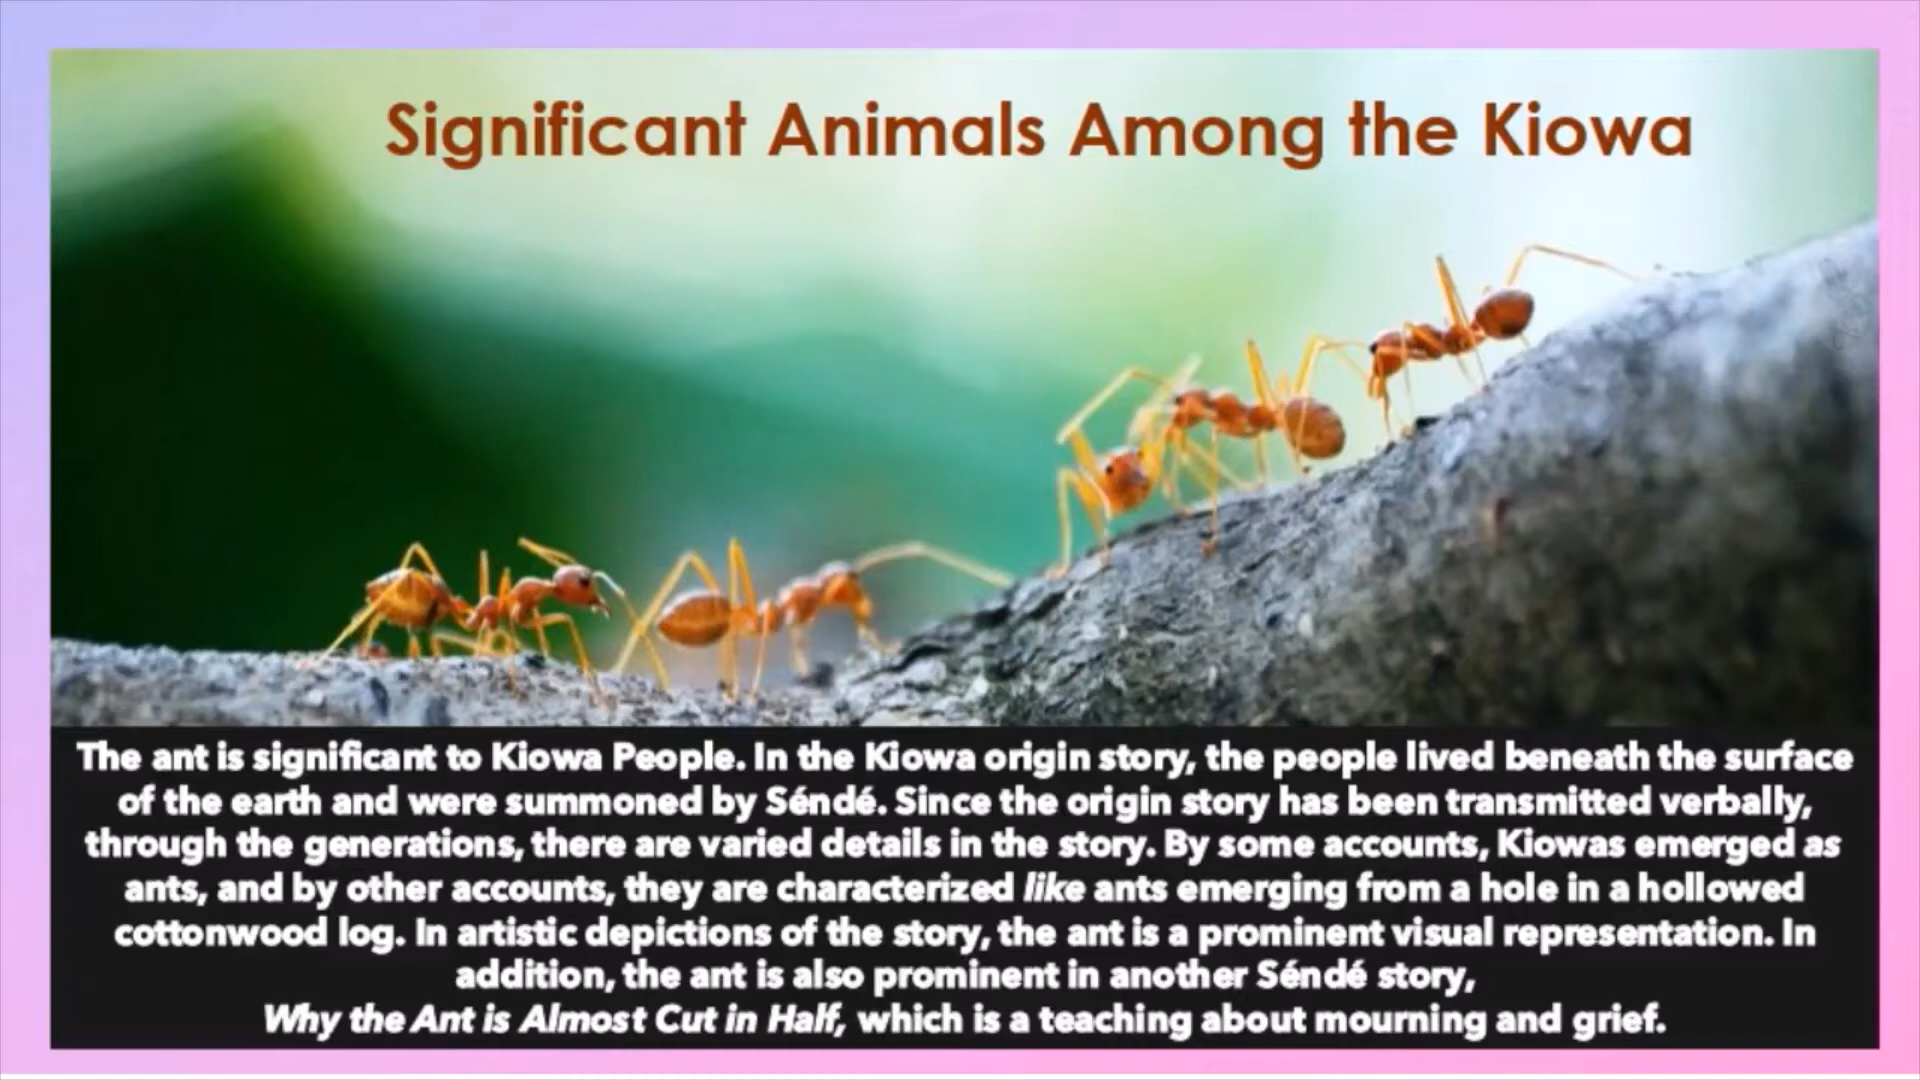 Significant Animals Among the Kiowa
The ant is significant to Kiowa People. In the Kiowa origin story, the people lived beneath the surface
of the earth and were summoned by Séndé. Since the origin story has been transmitted verbally,
through the generations, there are varied details in the story. By some accounts, Kiowas emerged as
ants, and by other accounts, they are characterized like ants emerging from a hole in a hollowed
cottonwood log. In artistic depictions of the story, the ant is a prominent visual representation. In
addition, the ant is also prominent in another Séndé story,
Why the Ant is Almost Cut in Half, which is a teaching about mourning and grief.